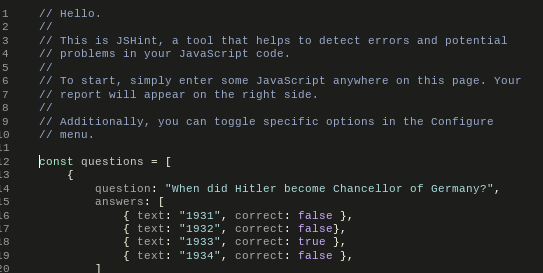 1 // Hello.
2 //
3 // This is JSHint, a tool that helps to detect errors and potential
4 // problems in your JavaScript code.
5 //
6 // To start, simply enter some JavaScript anywhere on this page. Your
7 // report will appear on the right side.
8 //
9 // Additionally, you can toggle specific options in the Configure
10 // menu.
11
12 const questions = [
13 {
14 question: "When did Hitler become Chancellor of Germany?",
15 answers: [
16 { text: "1931", correct: false },
17 { text: "1932", correct: false},
18 { text: "1933", correct: true },
19 { text: "1934", correct: false },
20 ]